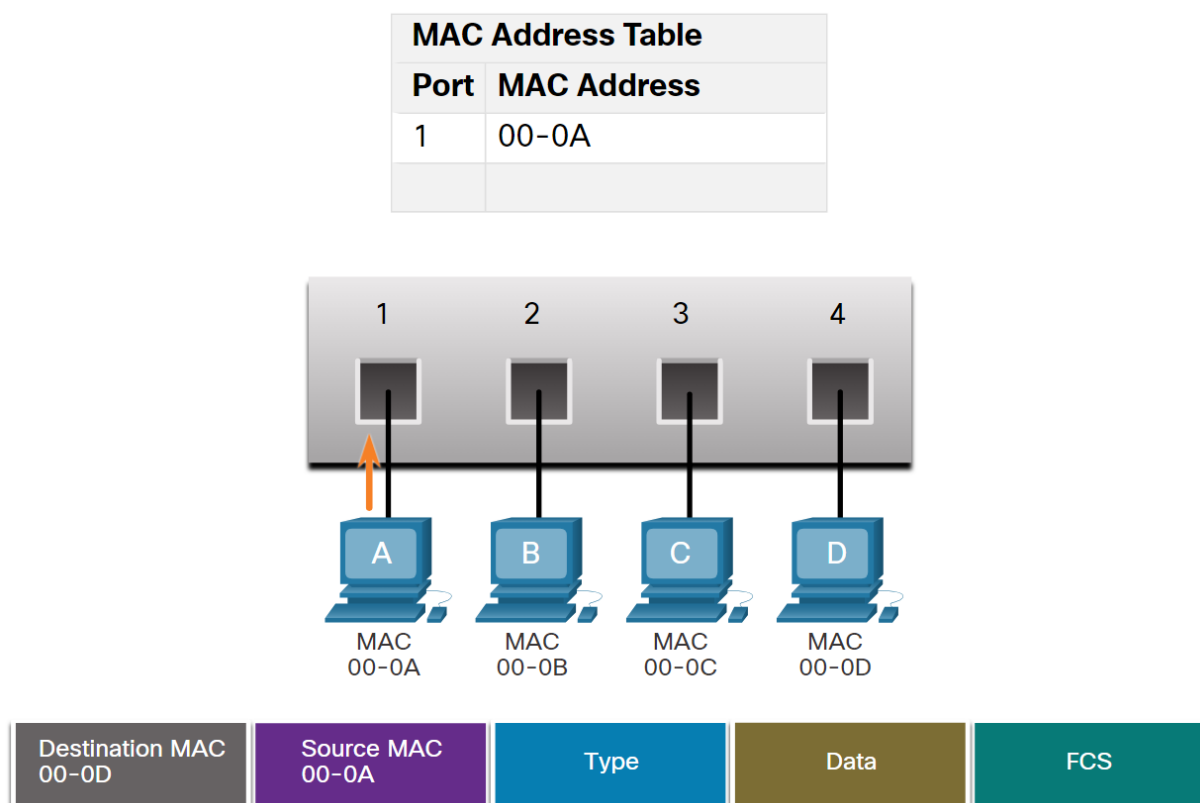 MAC Address Table
Port MAC Address
1 00-0A
1 2 3 4
A B C D
MAC MAC MAC MAC
00-0A 00-0B 00-0C 00-0D
Destination MAC
00-0D
Source MAC
00-0A
Type
Data
FCS